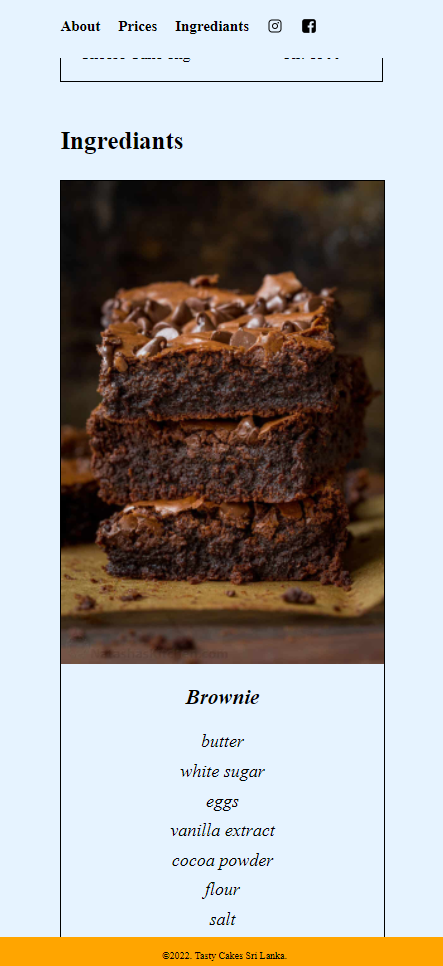 About Prices Ingrediants
Ingrediants
Brownie
butter
white sugar
eggs
vanilla extract
cocoa powder
flour
salt
©2022. Tasty Cakes Sri Lanka.